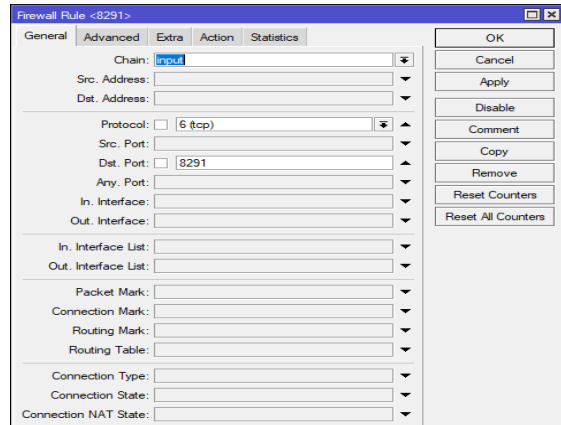 Firewall Rule <8291>
General Advanced Extra Action Statistics
Chain: input
Src. Address:
Dst. Address:
Protocol: 6 (tcp)
Src. Port:
Dst. Port: 8291
Any. Port:
In. Interface:
Out. Interface:
In. Interface List:
Out. Interface List:
Packet Mark:
Connection Mark:
Routing Mark:
Routing Table:
Connection Type:
Connection State:
Connection NAT State:
OK
Cancel
Apply
Disable
Comment
Copy
Remove
Reset Counters
Reset All Counters